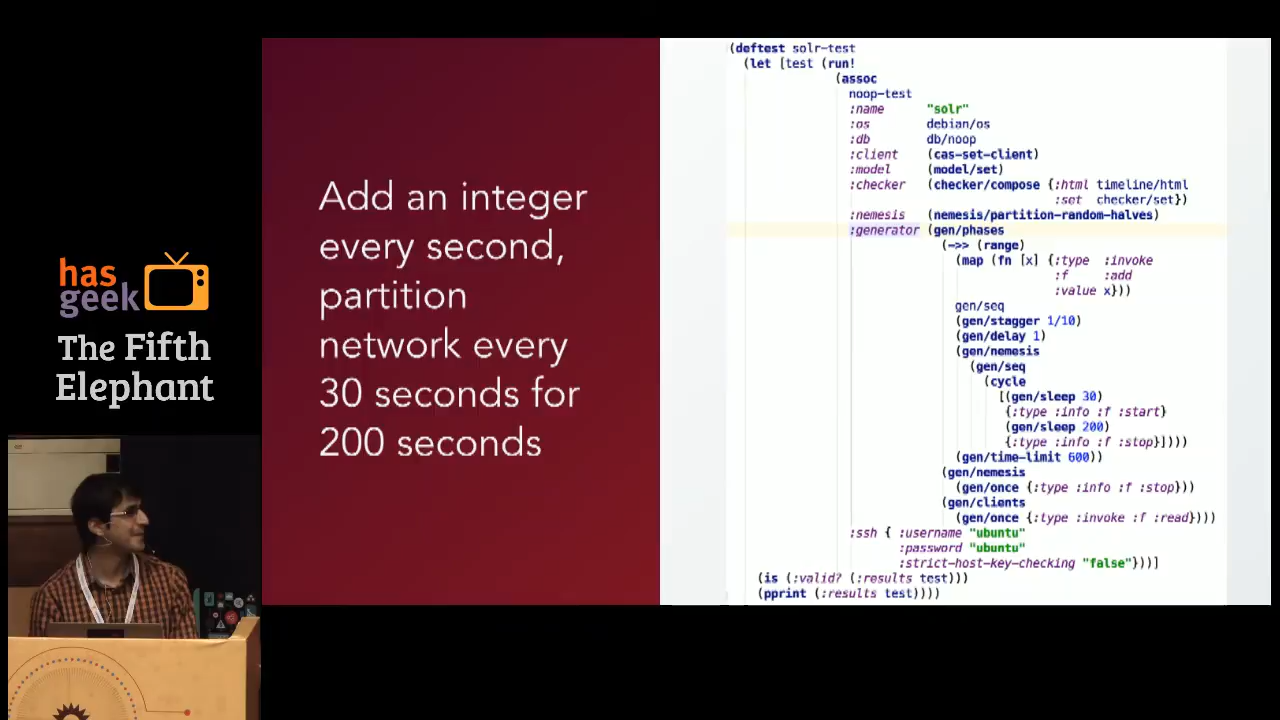 has
geek
The Fifth
Elephant
Add an integer
every second,
partition
network every
30 seconds for
200 seconds
(deftest solr-test
(let [test (run!
(assoc
noop-test
:name "solr"
:os debian/os
:db db/noop
:client (cas-set-client)
:model (model/set)
:checker (checker/compose {:html timeline/html
:set checker/set})
:nemesis (nemesis/partition-random-halves)
:generator (gen/phases
(->> (range)
(map (fn [x] {:type :invoke
:f :add
:value x}))
gen/seq
(gen/stagger 1/10)
(gen/delay 1)
(gen/nemesis
(gen/seq
(cycle
[(gen/sleep 30)
{:type :info :f :start}
(gen/sleep 200)
{:type :info :f :stop}])))
(gen/time-limit 600))
(gen/nemesis
(gen/once {:type :info :f :stop}))
(gen/clients
(gen/once {:type :invoke :f :read})))
:ssh { :username "ubuntu"
:password "ubuntu"
:strict-host-key-checking "false"}))]
(is (:valid? (:results test)))
(pprint (:results test))))